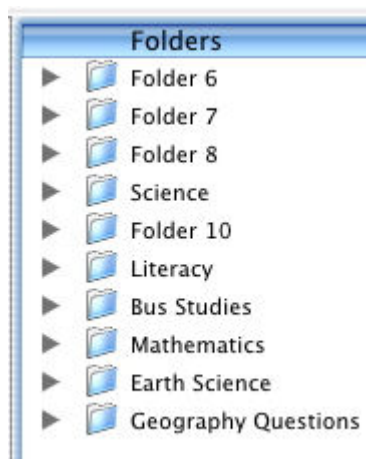 Folders
Folder 6
Folder 7
Folder 8
Science
Folder 10
Literacy
Bus Studies
Mathematics
Earth Science
Geography Questions